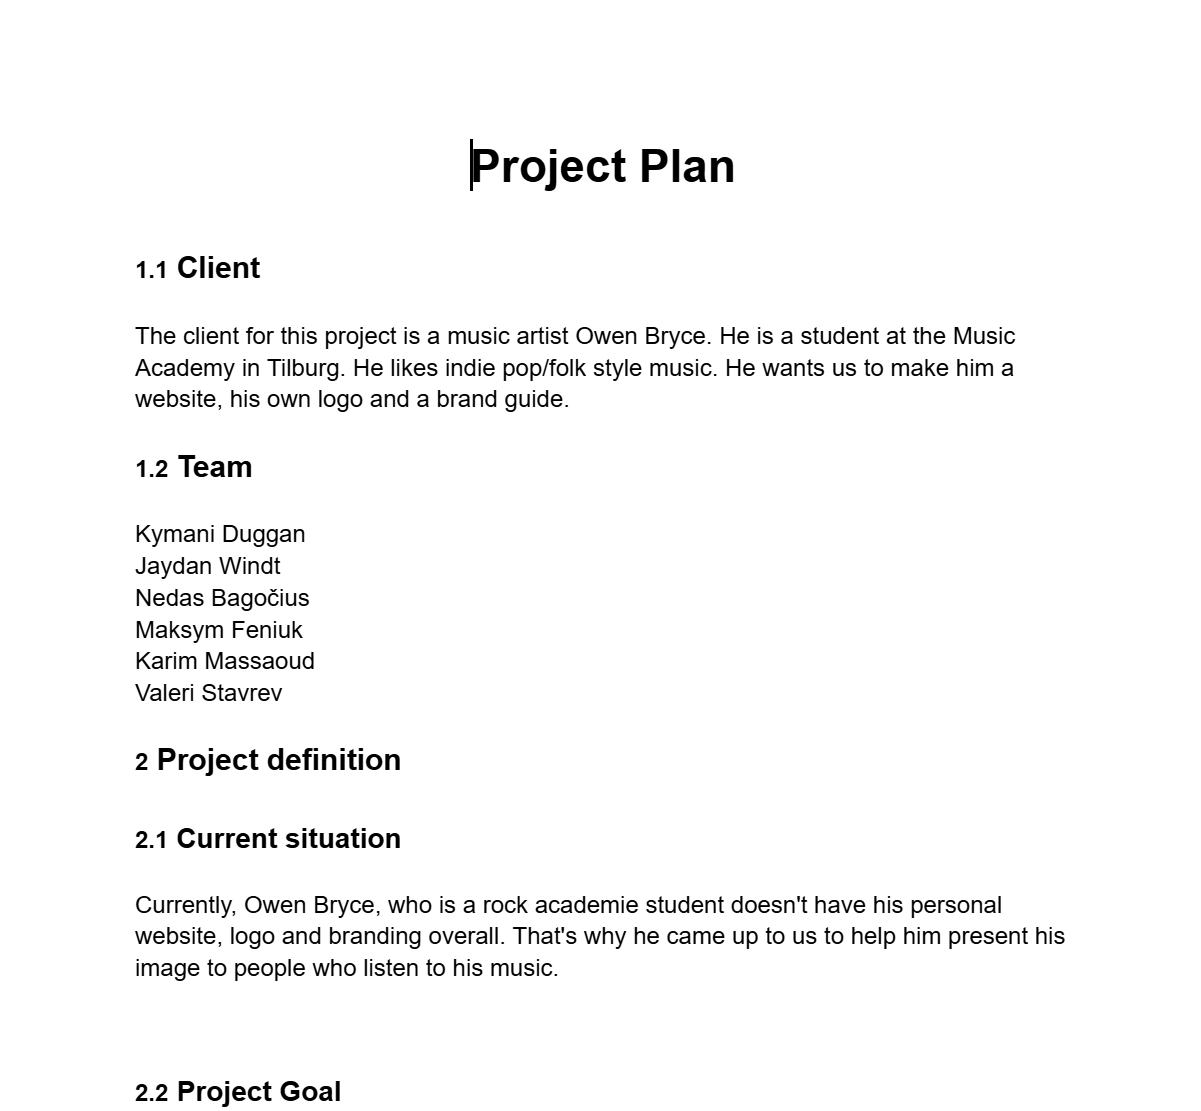 Project Plan
1.1 Client
The client for this project is a music artist Owen Bryce. He is a student at the Music
Academy in Tilburg. He likes indie pop/folk style music. He wants us to make him a
website, his own logo and a brand guide.
1.2 Team
Kymani Duggan
Jaydan Windt
Nedas Bagočius
Maksym Feniuk
Karim Massaoud
Valeri Stavrev
2 Project definition
2.1 Current situation
Currently, Owen Bryce, who is a rock academie student doesn't have his personal
website, logo and branding overall. That's why he came up to us to help him present his
image to people who listen to his music.
2.2 Project Goal